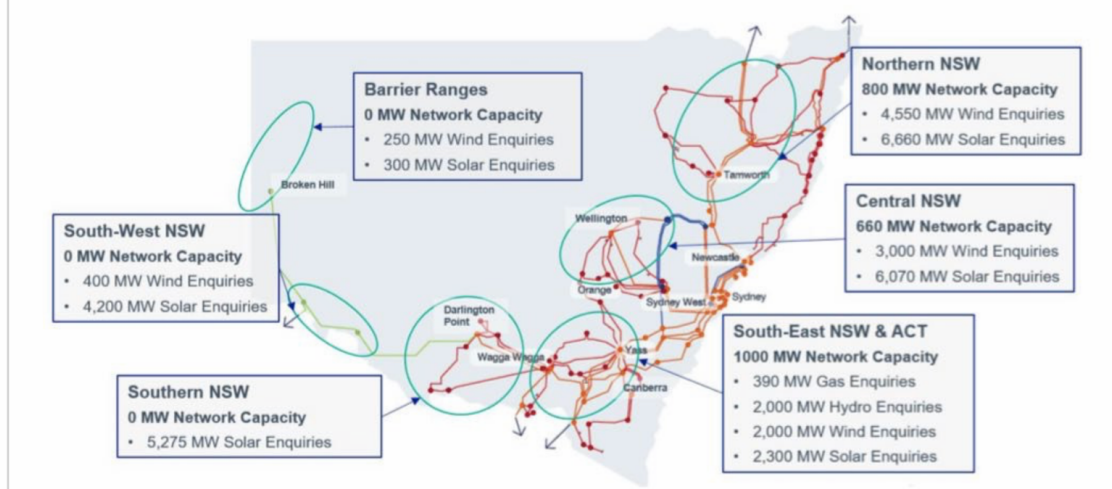 Barrier Ranges
0 MW Network Capacity
• 250 MW Wind Enquiries
• 300 MW Solar Enquiries
Northern NSW
800 MW Network Capacity
• 4,550 MW Wind Enquiries
• 6,660 MW Solar Enquiries
Broken Hill
Tamworth
South-West NSW
0 MW Network Capacity
• 400 MW Wind Enquiries
• 4,200 MW Solar Enquiries
Wellington
Newcastle
Orange
Sydney West
Sydney
Central NSW
660 MW Network Capacity
• 3,000 MW Wind Enquiries
• 6,070 MW Solar Enquiries
Darlington
Point
Wagga Wagga
Yass
Canberra
South-East NSW & ACT
1000 MW Network Capacity
• 390 MW Gas Enquiries
• 2,000 MW Hydro Enquiries
• 2,000 MW Wind Enquiries
• 2,300 MW Solar Enquiries
Southern NSW
0 MW Network Capacity
• 5,275 MW Solar Enquiries